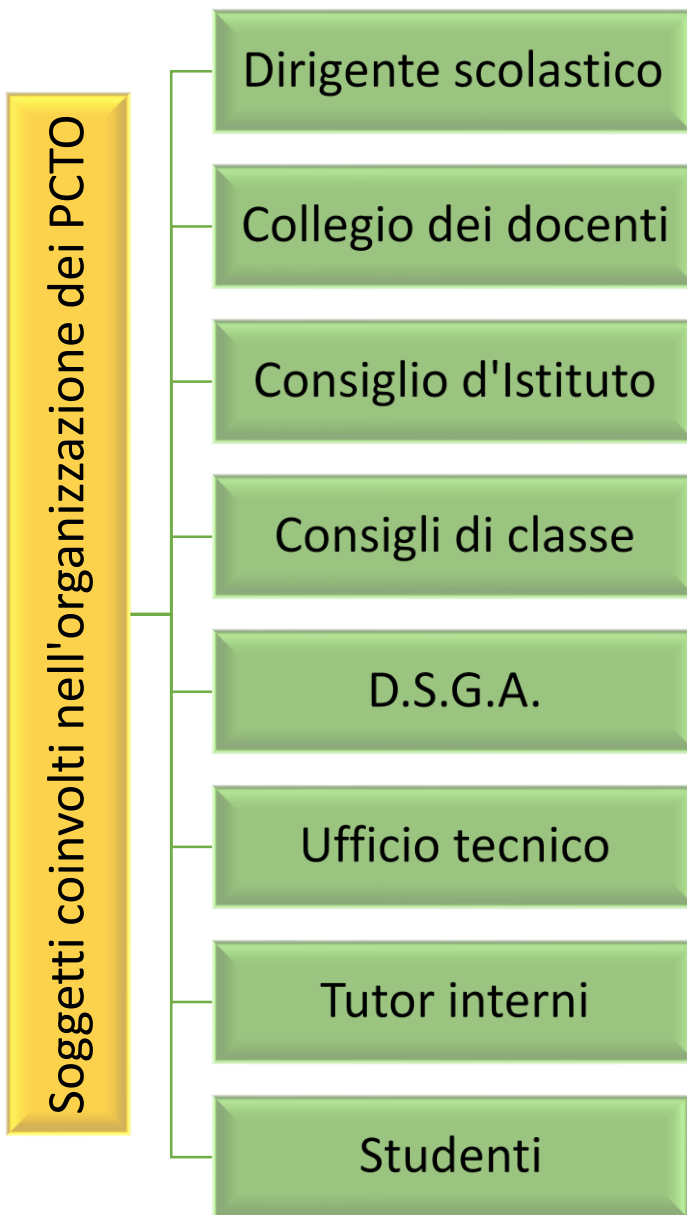 Soggetti coinvolti nell'organizzazione dei PCTO
Dirigente scolastico
Collegio dei docenti
Consiglio d'Istituto
Consigli di classe
D.S.G.A.
Ufficio tecnico
Tutor interni
Studenti